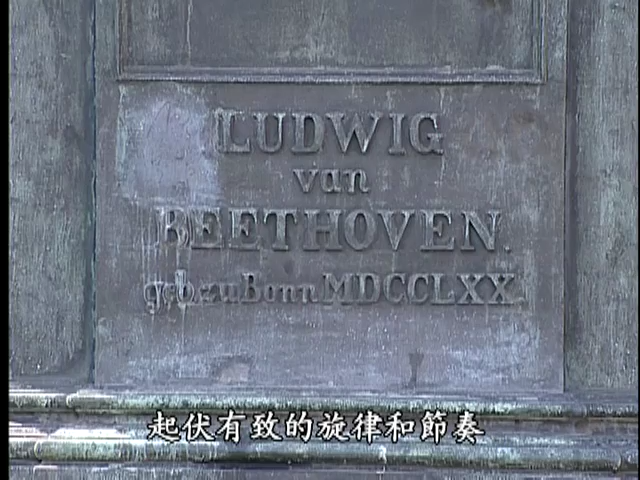 LUDWIG
van
BEETHOVEN.
geb. zu Bonn MDCCLXX.
起伏有致的旋律和節奏